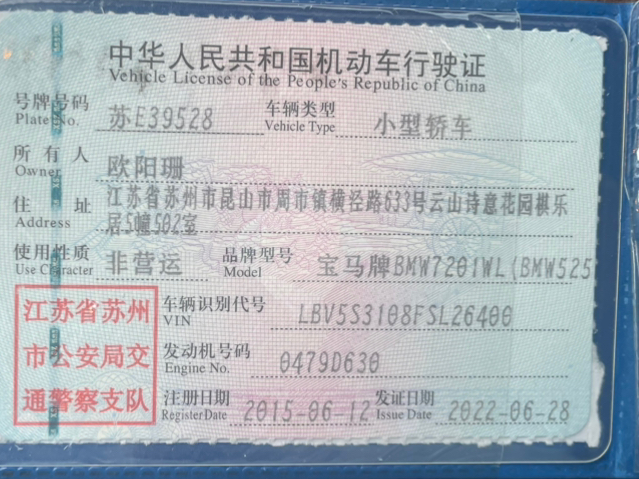 中华人民共和国机动车行驶证
Vehicle License of the People's Republic of China
号牌号码 苏E39528 车辆类型 小型轿车
Plate No. Vehicle Type
所有人 欧阳珊
Owner
住址 江苏省苏州市昆山市周市镇横径路633号云山诗意花园棋乐
Address 居5幢502室
使用性质 非营运 品牌型号 宝马牌BMW7201WL(BMW525
Use Character Model
江苏省苏州 车辆识别代号 LBV5S3108FSL26400
VIN
市公安局交 发动机号码 0479D630
Engine No.
通警察支队 注册日期 2015-06-12 发证日期 2022-06-28
Register Date Issue Date